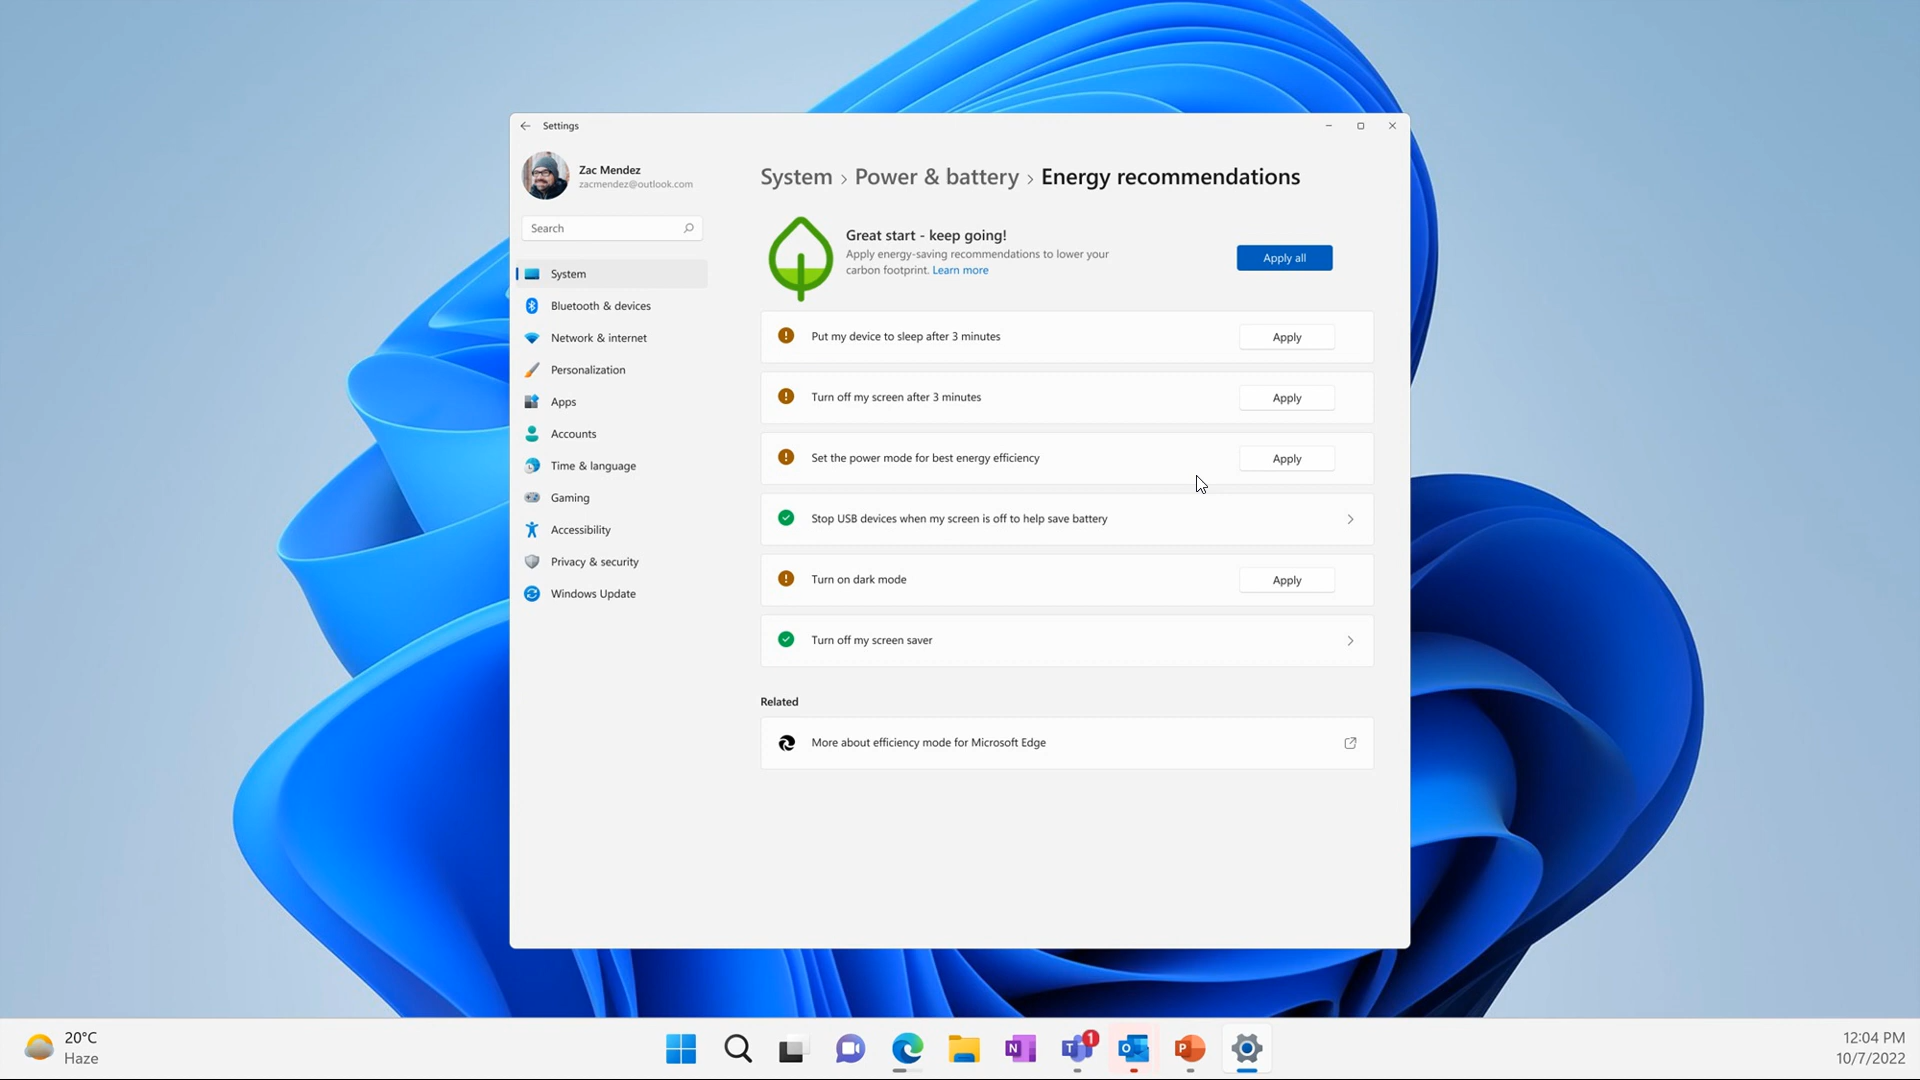 Settings
Zac Mendez
zacmendez@outlook.com
Search
System
Bluetooth & devices
Network & internet
Personalization
Apps
Accounts
Time & language
Gaming
Accessibility
Privacy & security
Windows Update
System › Power & battery › Energy recommendations
Great start - keep going!
Apply energy-saving recommendations to lower your
carbon footprint. Learn more
Apply all
Put my device to sleep after 3 minutes
Apply
Turn off my screen after 3 minutes
Apply
Set the power mode for best energy efficiency
Apply
Stop USB devices when my screen is off to help save battery
Turn on dark mode
Apply
Turn off my screen saver
Related
More about efficiency mode for Microsoft Edge
20°C
Haze
N
T
1
O
P
12:04 PM
10/7/2022